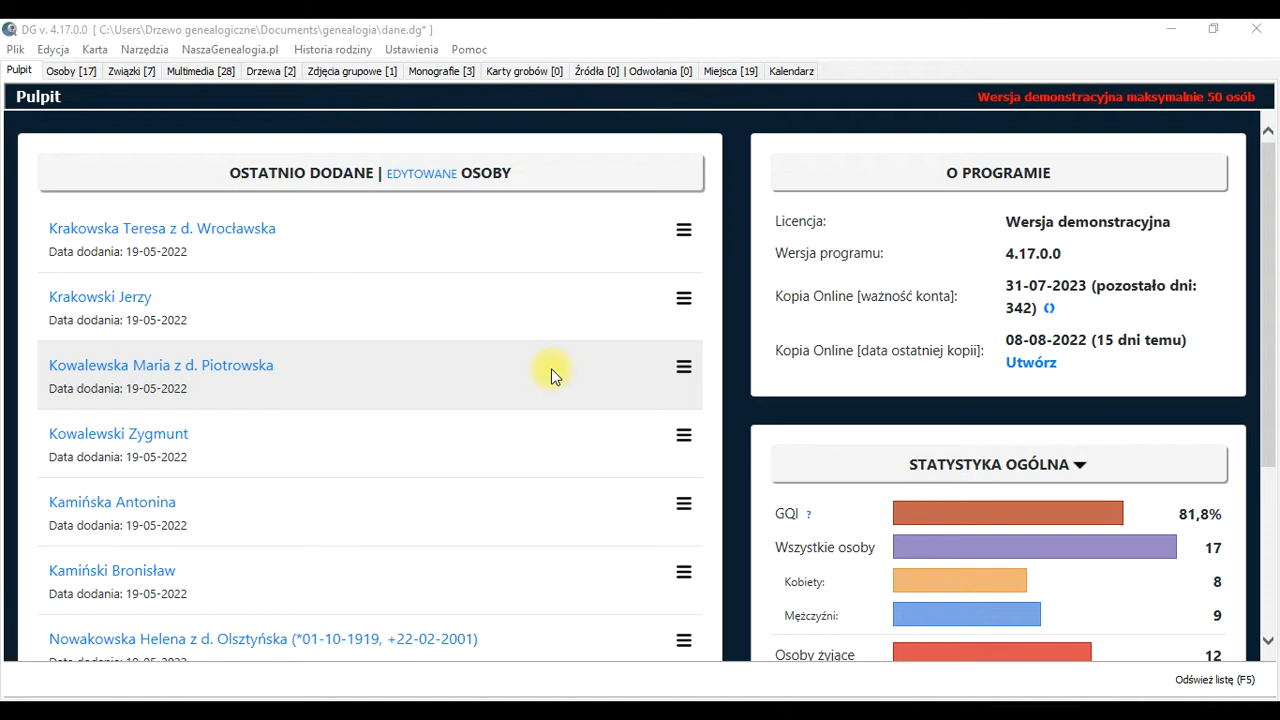 DG v. 4.17.0.0 [ C:\Users\Drzewo genealogiczne\Documents\genealogia\dane.dg* ]
Plik Edycja Karta Narzędzia NaszaGenealogia.pl Historia rodziny Ustawienia Pomoc
Pulpit Osoby [17] Związki [7] Multimedia [28] Drzewa [2] Zdjęcia grupowe [1] Monografie [3] Karty grobów [0] Źródła [0] | Odwołania [0] Miejsca [19] Kalendarz
Pulpit
Wersja demonstracyjna maksymalnie 50 osób
OSTATNIO DODANE | EDYTOWANE OSOBY
Krakowska Teresa z d. Wrocławska
Data dodania: 19-05-2022
Krakowski Jerzy
Data dodania: 19-05-2022
Kowalewska Maria z d. Piotrowska
Data dodania: 19-05-2022
Kowalewski Zygmunt
Data dodania: 19-05-2022
Kamińska Antonina
Data dodania: 19-05-2022
Kamiński Bronisław
Data dodania: 19-05-2022
Nowakowska Helena z d. Olsztyńska (*01-10-1919, +22-02-2001)
O PROGRAMIE
Licencja: Wersja demonstracyjna
Wersja programu: 4.17.0.0
Kopia Online [ważność konta]: 31-07-2023 (pozostało dni:
342)
Kopia Online [data ostatniej kopii]: 08-08-2022 (15 dni temu)
Utwórz
STATYSTYKA OGÓLNA
GQI ? 81,8%
Wszystkie osoby 17
Kobiety: 8
Mężczyźni: 9
Osoby żyjące 12
Odśwież listę (F5)